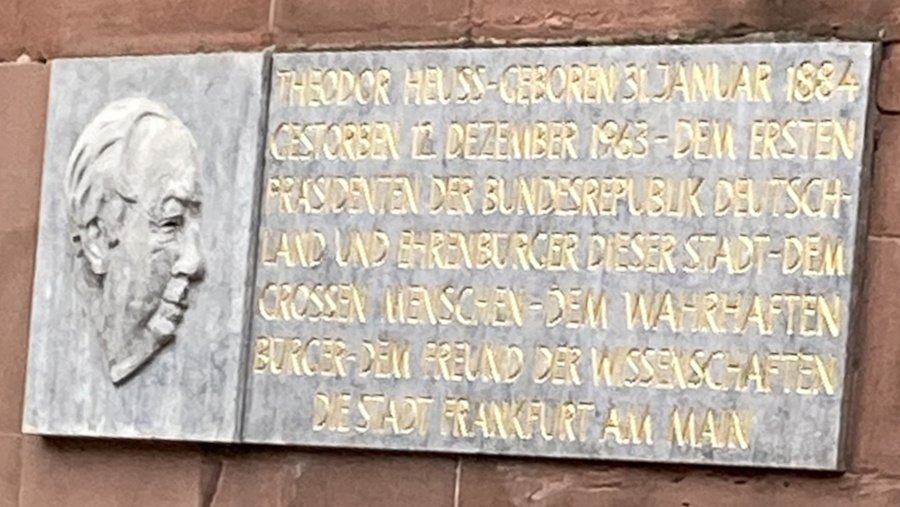 THEODOR HEUSS-GEBOREN 31.JANUAR 1884
GESTORBEN 12. DEZEMBER 1963 - DEM ERSTEN
PRÄSIDENTEN DER BUNDESREPUBLIK DEUTSCH-
LAND UND EHRENBÜRGER DIESER STADT-DEM
GROSSEN MENSCHEN-DEM WAHRHAFTEN
BÜRGER-DEM FREUND DER WISSENSCHAFTEN
DIE STADT FRANKFURT AM MAIN